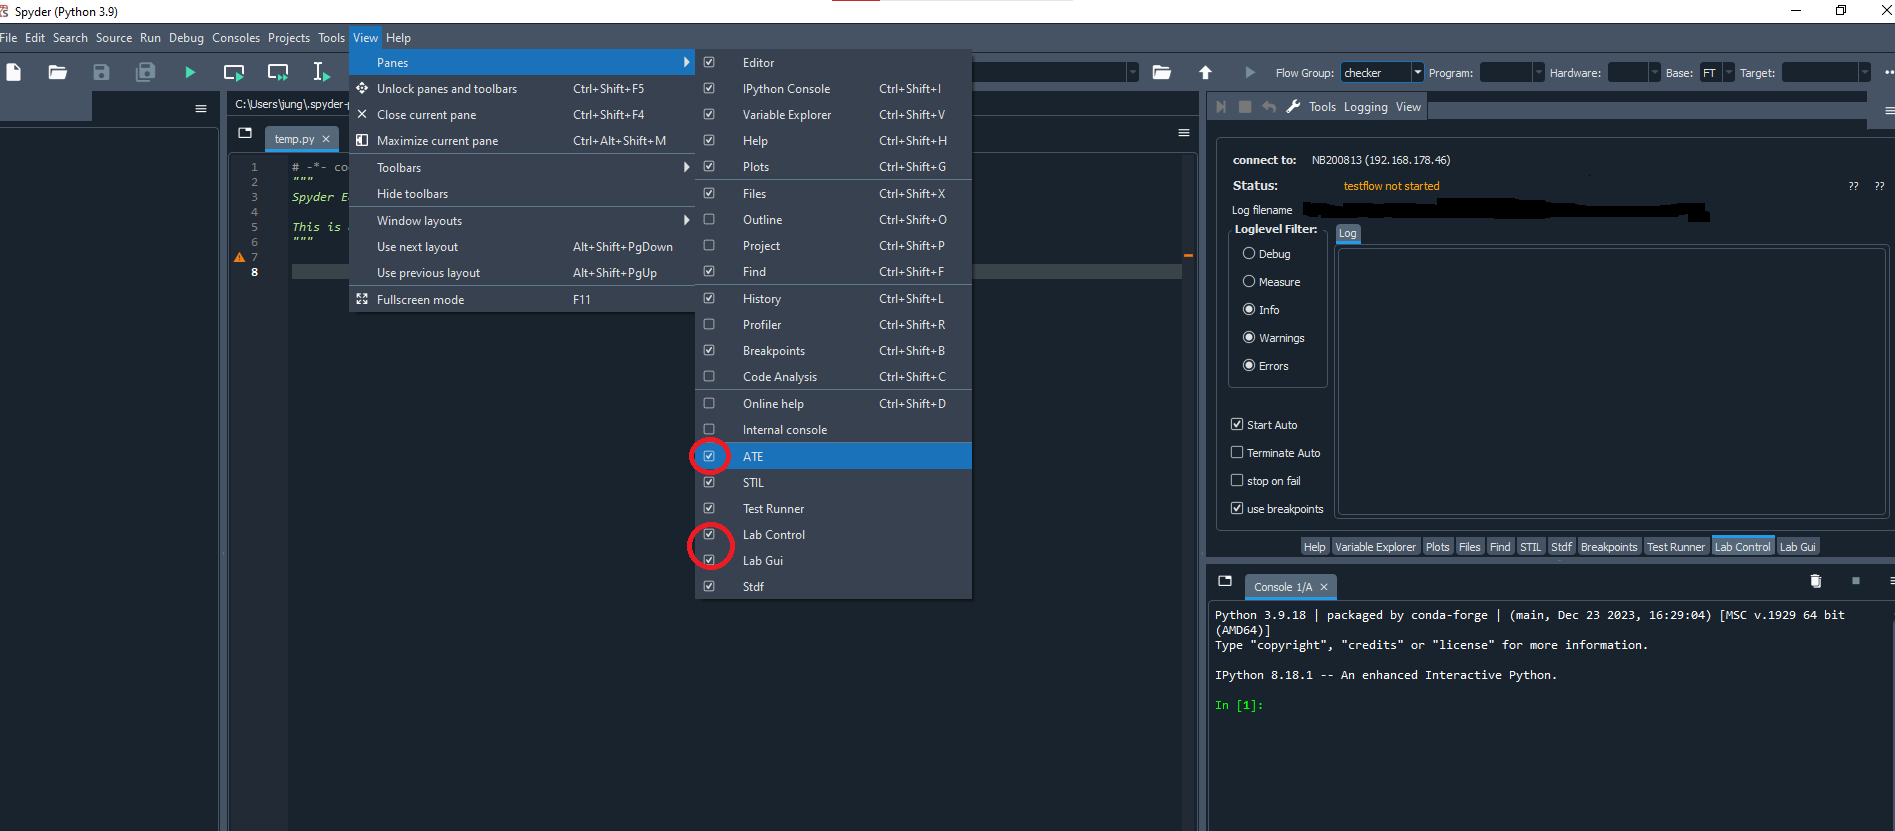 Spyder (Python 3.9)
File Edit Search Source Run Debug Consoles Projects Tools View Help
Flow Group: checker Program: Hardware: Base: FT Target:
Panes
Unlock panes and toolbars Ctrl+Shift+F5
Close current pane Ctrl+Shift+F4
Maximize current pane Ctrl+Alt+Shift+M
Toolbars
Hide toolbars
Window layouts
Use next layout Alt+Shift+PgDown
Use previous layout Alt+Shift+PgUp
Fullscreen mode F11
Editor
IPython Console Ctrl+Shift+I
Variable Explorer Ctrl+Shift+V
Help Ctrl+Shift+H
Plots Ctrl+Shift+G
Files Ctrl+Shift+X
Outline Ctrl+Shift+O
Project Ctrl+Shift+P
Find Ctrl+Shift+F
History Ctrl+Shift+L
Profiler Ctrl+Shift+R
Breakpoints Ctrl+Shift+B
Code Analysis Ctrl+Shift+C
Online help Ctrl+Shift+D
Internal console
ATE
STIL
Test Runner
Lab Control
Lab Gui
Stdf
C:\Users\jung\.spyder-
temp.py
1 # -*- co
2 """
3 Spyder E
4
5 This is
6 """
7
8
Tools Logging View
connect to: NB200813 (192.168.178.46)
Status: testflow not started ?? ??
Log filename
Loglevel Filter:
Log
Debug
Measure
Info
Warnings
Errors
Start Auto
Terminate Auto
stop on fail
use breakpoints
Help Variable Explorer Plots Files Find STIL Stdf Breakpoints Test Runner Lab Control Lab Gui
Console 1/A
Python 3.9.18 | packaged by conda-forge | (main, Dec 23 2023, 16:29:04) [MSC v.1929 64 bit
(AMD64)]
Type "copyright", "credits" or "license" for more information.
IPython 8.18.1 -- An enhanced Interactive Python.
In [1]: